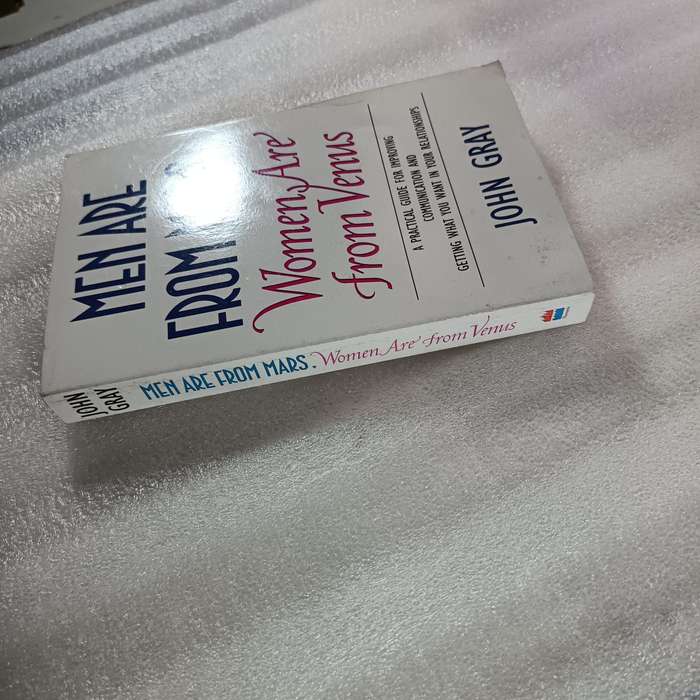 MEN ARE
FROM
Women Are
from Venus
A PRACTICAL GUIDE FOR IMPROVING
COMMUNICATION AND
GETTING WHAT YOU WANT IN YOUR RELATIONSHIPS
JOHN GRAY
JOHN
GRAY
MEN ARE FROM MARS, Women Are from Venus